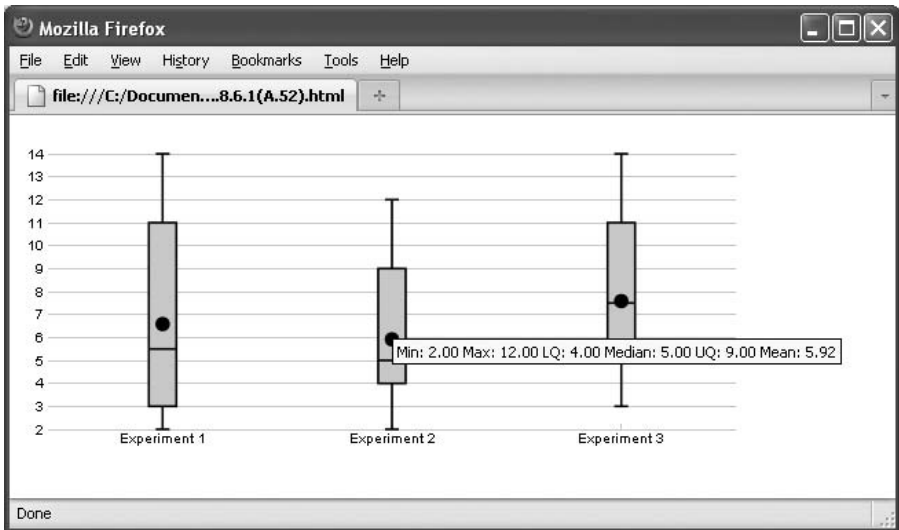 Mozilla Firefox
File Edit View History Bookmarks Tools Help
file:///C:/Documen....8.6.1(A.52).html
14
13
12
11
10
9
8
7
6
5
4
3
2
Min: 2.00 Max: 12.00 LQ: 4.00 Median: 5.00 UQ: 9.00 Mean: 5.92
Experiment 1 Experiment 2 Experiment 3
Done